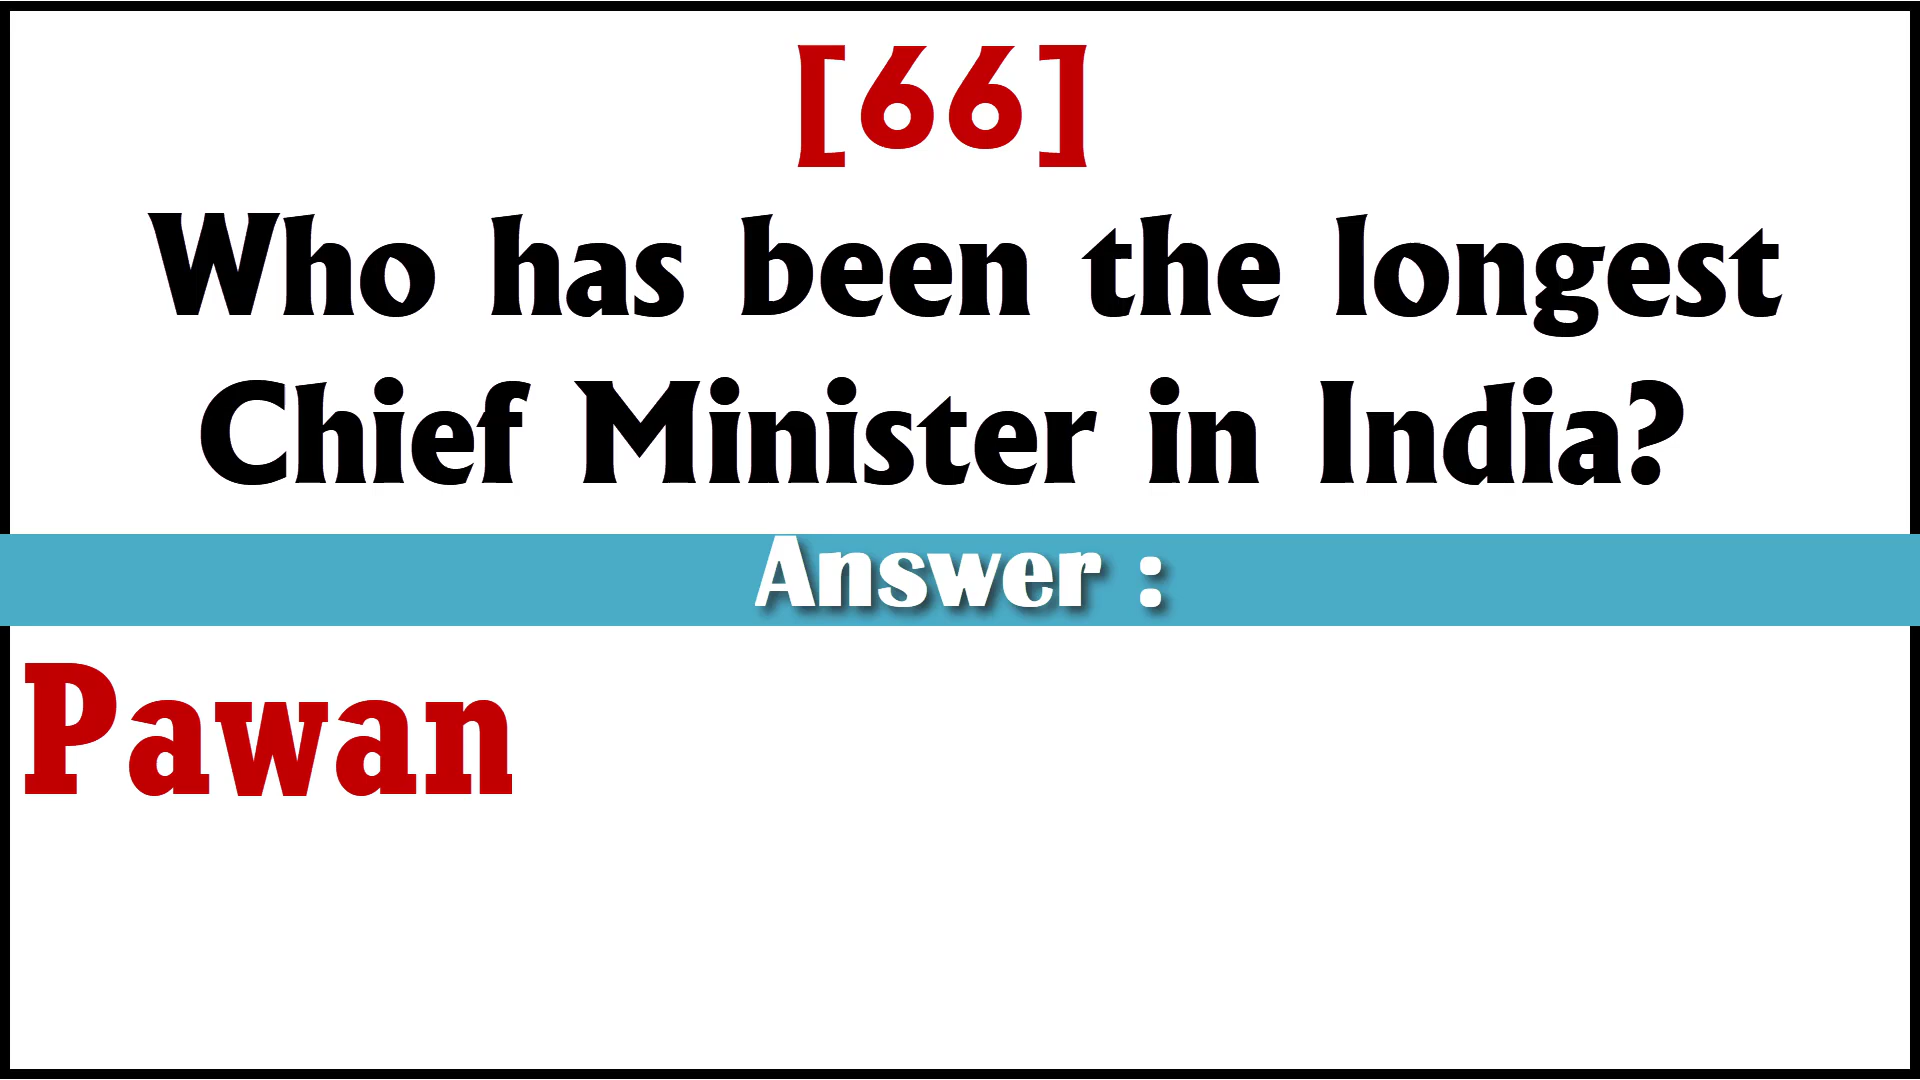 [66]
Who has been the longest
Chief Minister in India?
Answer :
Pawan